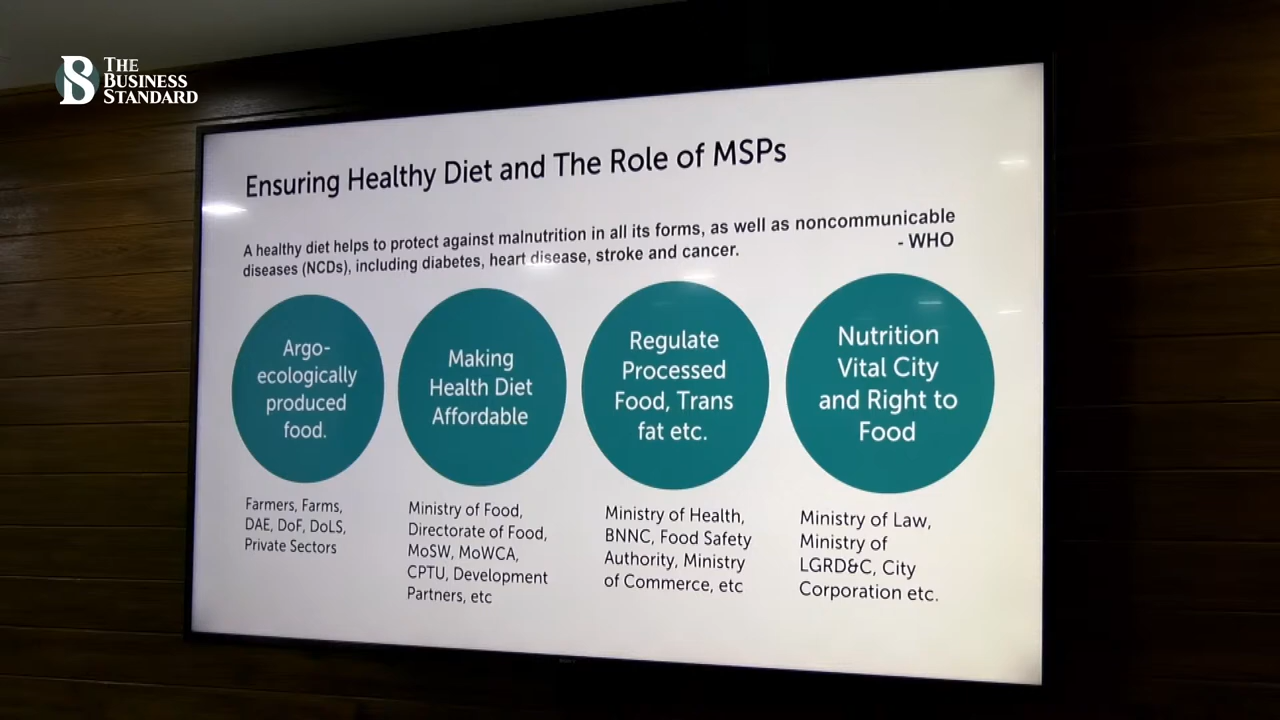 THE
BUSINESS
STANDARD
Ensuring Healthy Diet and The Role of MSPs
A healthy diet helps to protect against malnutrition in all its forms, as well as noncommunicable
diseases (NCDs), including diabetes, heart disease, stroke and cancer.
- WHO
Argo-
ecologically
produced
food.
Making
Health Diet
Affordable
Regulate
Processed
Food, Trans
fat etc.
Nutrition
Vital City
and Right to
Food
Farmers, Farms,
DAE, DoF, DoLS,
Private Sectors
Ministry of Food,
Directorate of Food,
MoSW, MoWCA,
CPTU, Development
Partners, etc
Ministry of Health,
BNNC, Food Safety
Authority, Ministry
of Commerce, etc
Ministry of Law,
Ministry of
LGRD&C, City
Corporation etc.